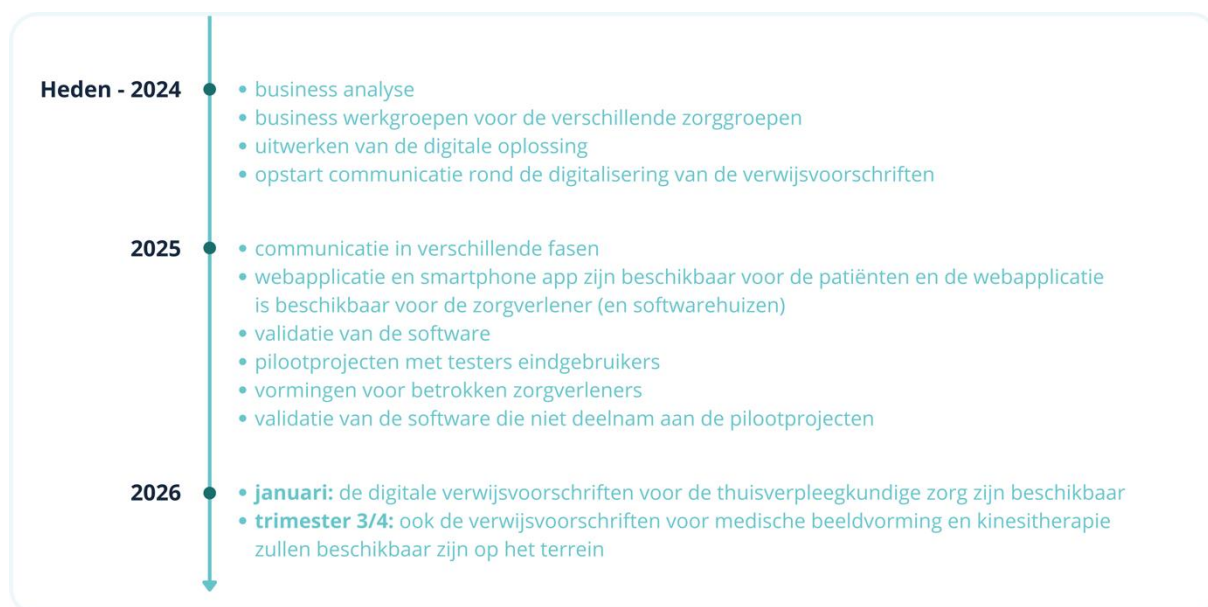 Heden - 2024
• business analyse
• business werkgroepen voor de verschillende zorggroepen
• uitwerken van de digitale oplossing
• opstart communicatie rond de digitalisering van de verwijsvoorschriften
2025
• communicatie in verschillende fasen
• webapplicatie en smartphone app zijn beschikbaar voor de patiënten en de webapplicatie
is beschikbaar voor de zorgverlener (en softwarehuizen)
• validatie van de software
• pilootprojecten met testers eindgebruikers
• vormingen voor betrokken zorgverleners
• validatie van de software die niet deelnam aan de pilootprojecten
2026
• januari: de digitale verwijsvoorschriften voor de thuisverpleegkundige zorg zijn beschikbaar
• trimester 3/4: ook de verwijsvoorschriften voor medische beeldvorming en kinesitherapie
zullen beschikbaar zijn op het terrein